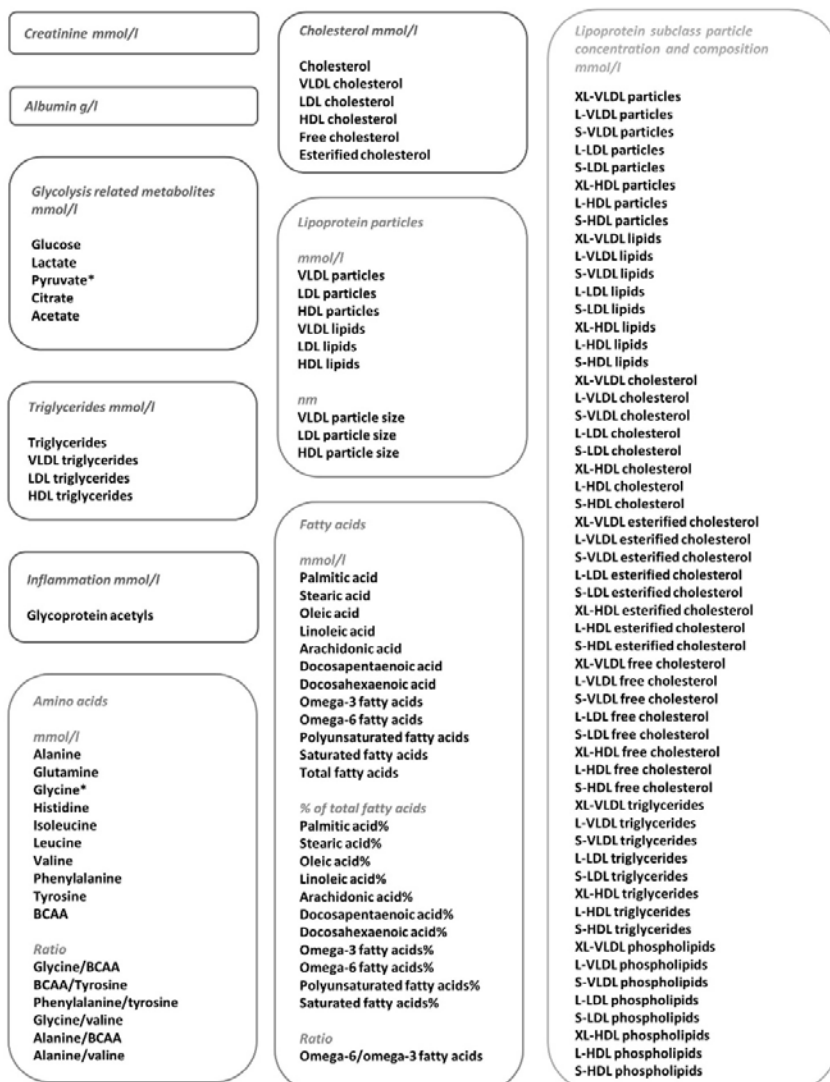 Creatinine mmol/l
Albumin g/l
Glycolysis related metabolites
mmol/l
Glucose
Lactate
Pyruvate*
Citrate
Acetate
Triglycerides mmol/l
Triglycerides
VLDL triglycerides
LDL triglycerides
HDL triglycerides
Inflammation mmol/l
Glycoprotein acetyls
Amino acids
mmol/l
Alanine
Glutamine
Glycine*
Histidine
Isoleucine
Leucine
Valine
Phenylalanine
Tyrosine
BCAA
Ratio
Glycine/BCAA
BCAA/Tyrosine
Phenylalanine/tyrosine
Glycine/valine
Alanine/BCAA
Alanine/valine
Cholesterol mmol/l
Cholesterol
VLDL cholesterol
LDL cholesterol
HDL cholesterol
Free cholesterol
Esterified cholesterol
Lipoprotein particles
mmol/l
VLDL particles
LDL particles
HDL particles
VLDL lipids
LDL lipids
HDL lipids
nm
VLDL particle size
LDL particle size
HDL particle size
Fatty acids
mmol/l
Palmitic acid
Stearic acid
Oleic acid
Linoleic acid
Arachidonic acid
Docosapentaenoic acid
Docosahexaenoic acid
Omega-3 fatty acids
Omega-6 fatty acids
Polyunsaturated fatty acids
Saturated fatty acids
Total fatty acids
% of total fatty acids
Palmitic acid%
Stearic acid%
Oleic acid%
Linoleic acid%
Arachidonic acid%
Docosapentaenoic acid%
Docosahexaenoic acid%
Omega-3 fatty acids%
Omega-6 fatty acids%
Polyunsaturated fatty acids%
Saturated fatty acids%
Ratio
Omega-6/omega-3 fatty acids
Lipoprotein subclass particle
concentration and composition
mmol/l
XL-VLDL particles
L-VLDL particles
S-VLDL particles
L-LDL particles
S-LDL particles
XL-HDL particles
L-HDL particles
S-HDL particles
XL-VLDL lipids
L-VLDL lipids
S-VLDL lipids
L-LDL lipids
S-LDL lipids
XL-HDL lipids
L-HDL lipids
S-HDL lipids
XL-VLDL cholesterol
L-VLDL cholesterol
S-VLDL cholesterol
L-LDL cholesterol
S-LDL cholesterol
XL-HDL cholesterol
L-HDL cholesterol
S-HDL cholesterol
XL-VLDL esterified cholesterol
L-VLDL esterified cholesterol
S-VLDL esterified cholesterol
L-LDL esterified cholesterol
S-LDL esterified cholesterol
XL-HDL esterified cholesterol
L-HDL esterified cholesterol
S-HDL esterified cholesterol
XL-VLDL free cholesterol
L-VLDL free cholesterol
S-VLDL free cholesterol
L-LDL free cholesterol
S-LDL free cholesterol
XL-HDL free cholesterol
L-HDL free cholesterol
S-HDL free cholesterol
XL-VLDL triglycerides
L-VLDL triglycerides
S-VLDL triglycerides
L-LDL triglycerides
S-LDL triglycerides
XL-HDL triglycerides
L-HDL triglycerides
S-HDL triglycerides
XL-VLDL phospholipids
L-VLDL phospholipids
S-VLDL phospholipids
L-LDL phospholipids
S-LDL phospholipids
XL-HDL phospholipids
L-HDL phospholipids
S-HDL phospholipids